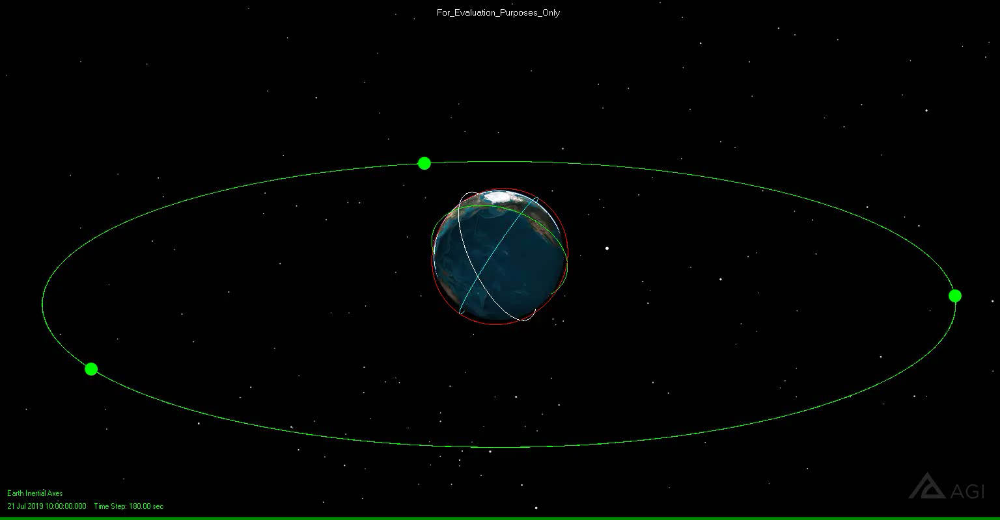 For_Evaluation_Purposes_Only
Earth Inertial Axes
21 Jul 2019 10:00:00.000 Time Step: 180.00 sec
AGI